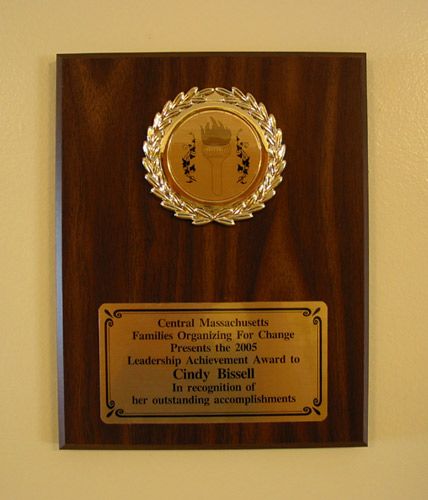 Central Massachusetts
Families Organizing For Change
Presents the 2005
Leadership Achievement Award to
Cindy Bissell
In recognition of
her outstanding accomplishments